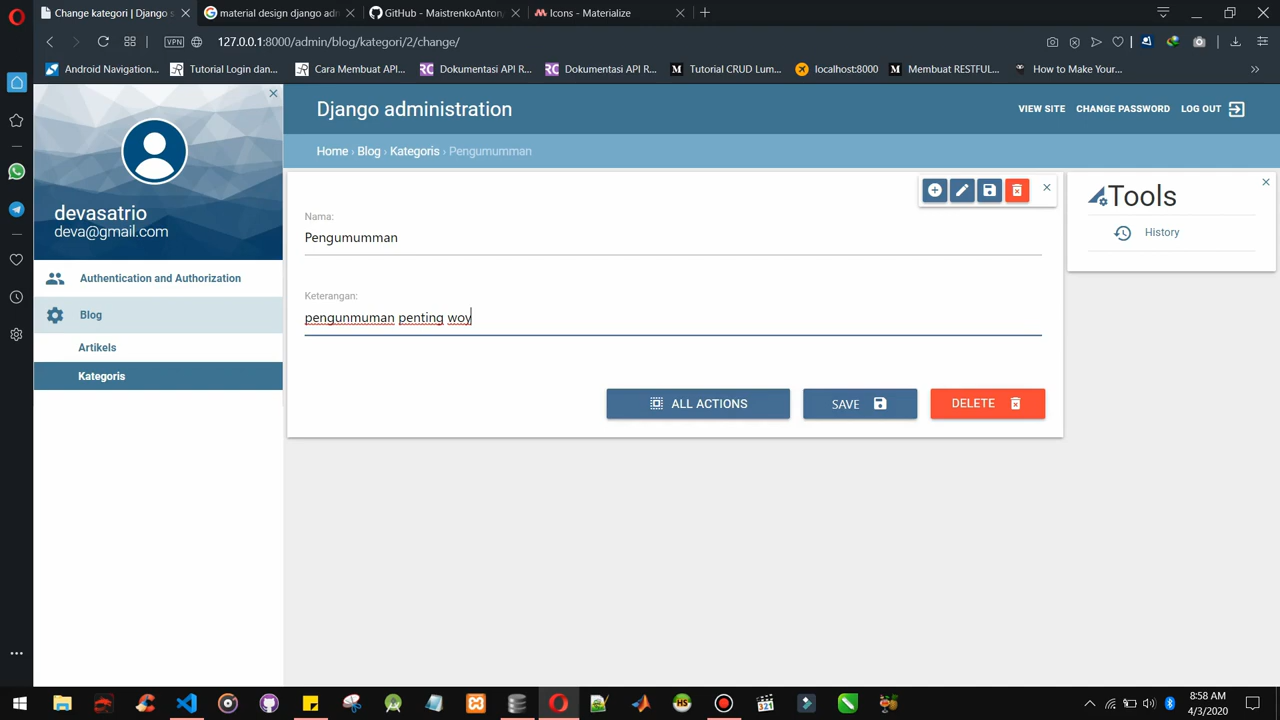 Change kategori | Django s
material design django adm
GitHub - MaistrenkoAnton
Icons - Materialize
VPN
127.0.0.1:8000/admin/blog/kategori/2/change/
Android Navigation...
Tutorial Login dan...
Cara Membuat API...
Dokumentasi API R...
Dokumentasi API R...
Tutorial CRUD Lum...
localhost:8000
Membuat RESTFUL...
How to Make Your...
devasatrio
deva@gmail.com
Authentication and Authorization
Blog
Artikels
Kategoris
Django administration
VIEW SITE CHANGE PASSWORD LOG OUT
Home › Blog › Kategoris › Pengumumman
Nama:
Pengumumman
Keterangan:
pengunmuman penting woy
ALL ACTIONS
SAVE
DELETE
Tools
History
8:58 AM
4/3/2020